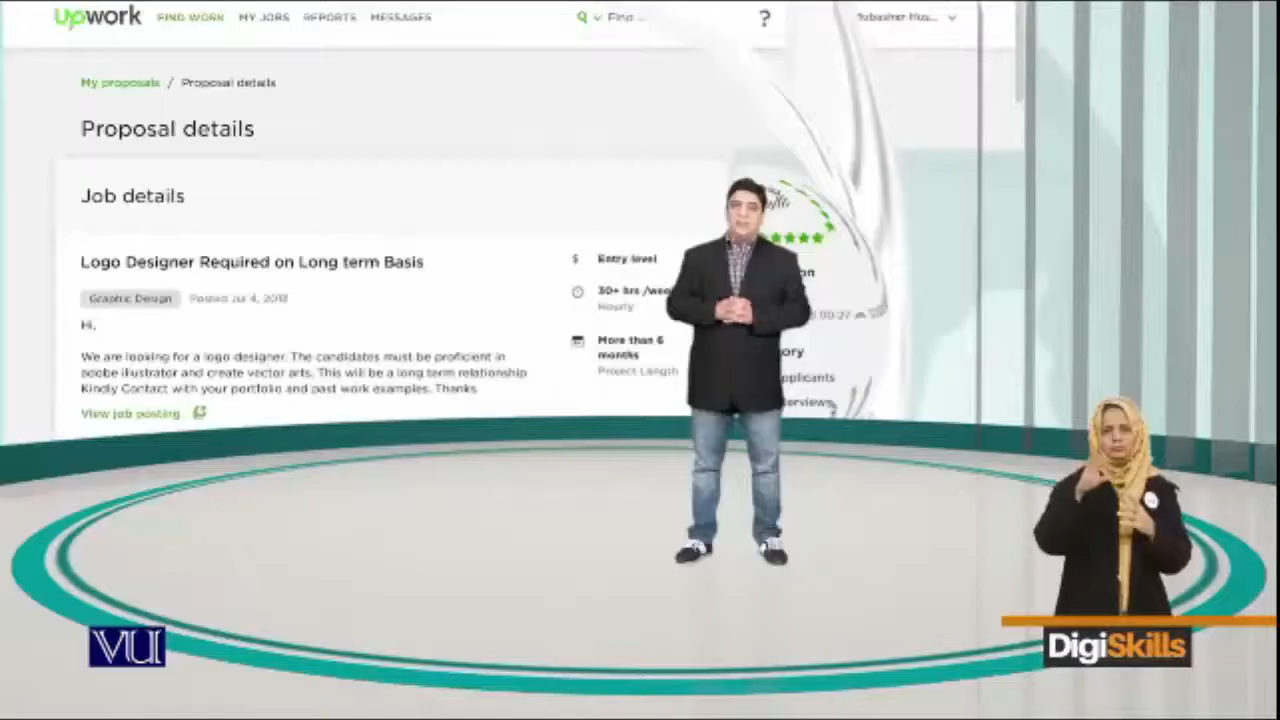 upwork FIND WORK MY JOBS REPORTS MESSAGES Find ... ?
My proposals / Proposal details
Proposal details
Job details
Logo Designer Required on Long term Basis
Graphic Design Posted Jul 4, 2018
Hi,
We are looking for a logo designer. The candidates must be proficient in
adobe illustrator and create vector arts. This will be a long term relationship
Kindly Contact with your portfolio and past work examples. Thanks
View job posting
$ Entry level
30+ hrs /wee
Hourly
More than 6
months
Project Length
on
00:27
ory
pplicants
terviews
VU
DigiSkills